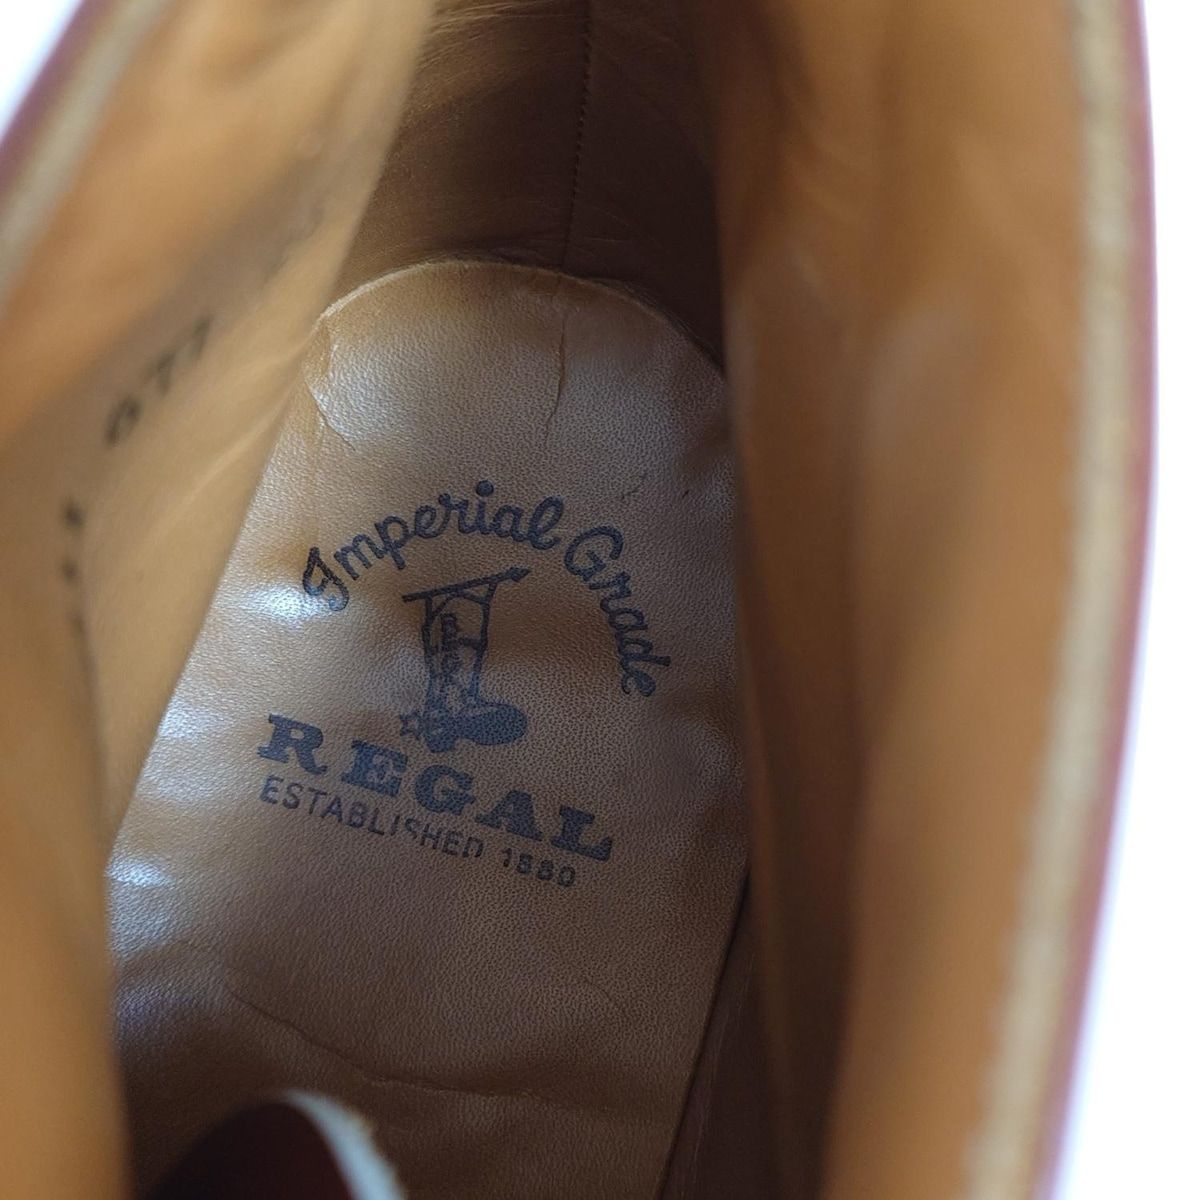 Imperial Grade
REGAL
ESTABLISHED 1880